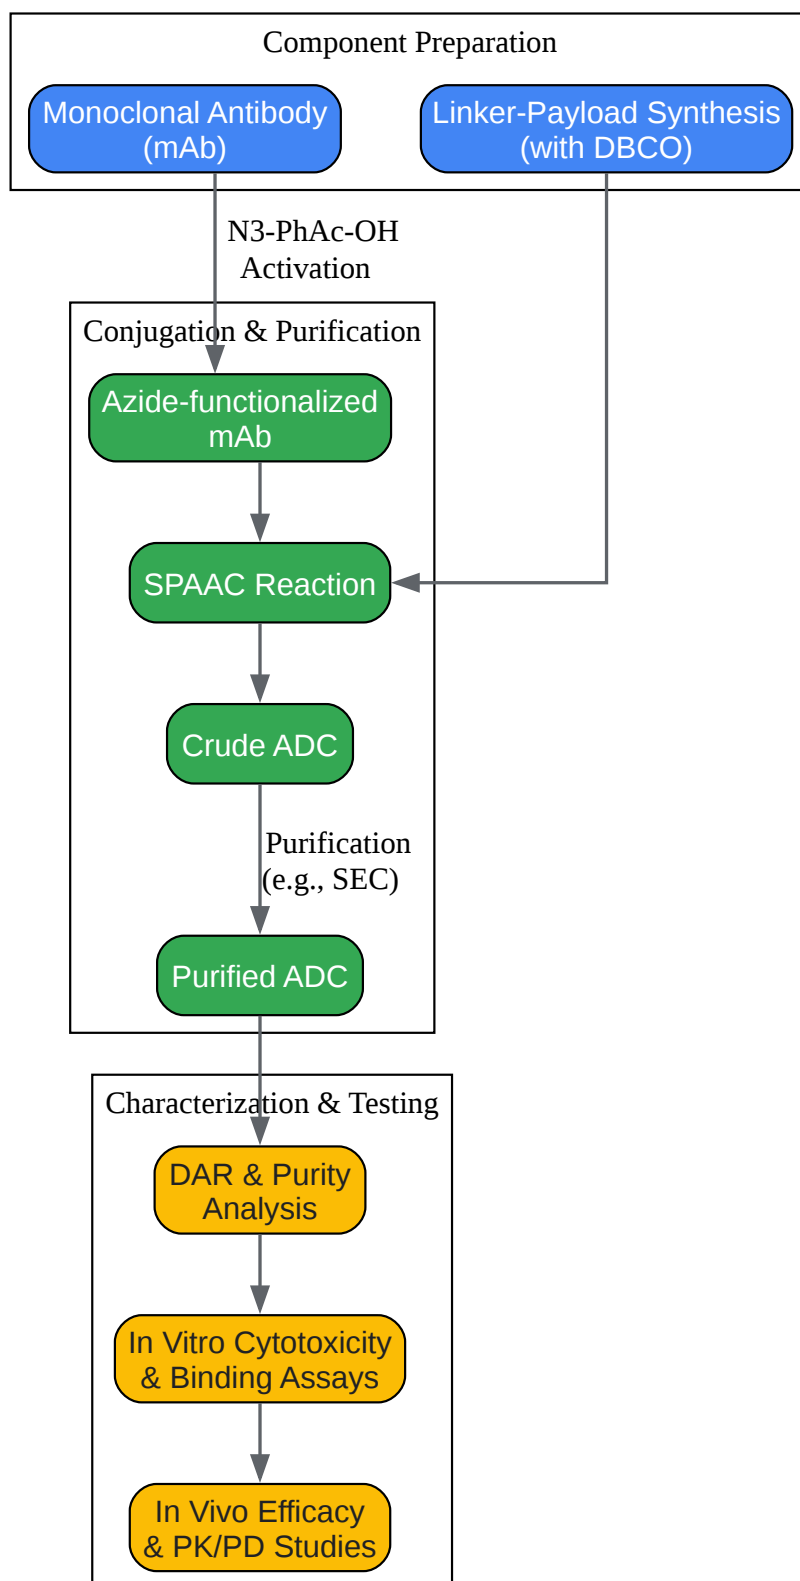 Component Preparation
Monoclonal Antibody
(mAb)
Linker-Payload Synthesis
(with DBCO)
N3-PhAc-OH
Activation
Conjugation & Purification
Azide-functionalized
mAb
SPAAC Reaction
Crude ADC
Purification
(e.g., SEC)
Purified ADC
Characterization & Testing
DAR & Purity
Analysis
In Vitro Cytotoxicity
& Binding Assays
In Vivo Efficacy
& PK/PD Studies